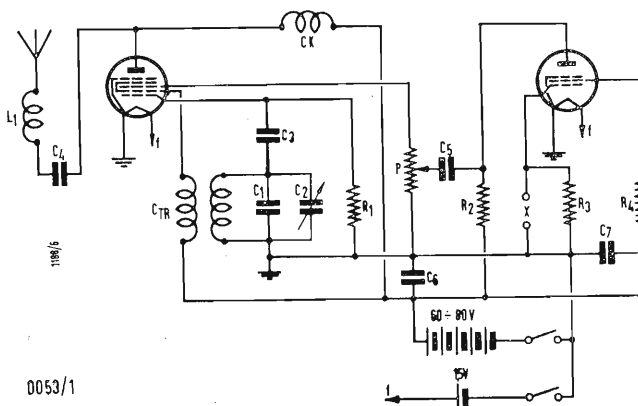 CK
L1
C4
f
C3
C5
P
f
CTR
C1
C2
R1
R2
X
R3
R4
C7
1186/6
C6
60÷80V
15V
f
0053/1